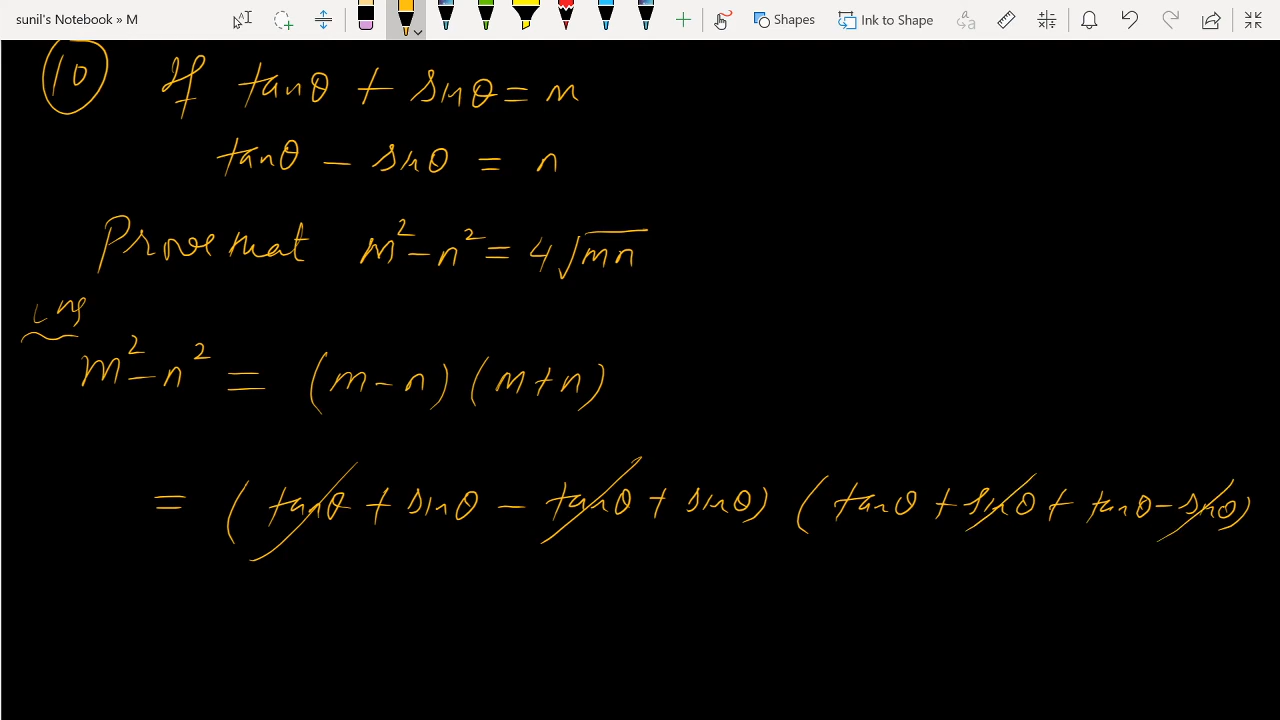 sunil's Notebook » M
Shapes
Ink to Shape
10 If tanθ + sinθ = m
tanθ - sinθ = n
Prove that m² - n² = 4√mn
m² - n² = (m - n) (m + n)
= (tanθ + sinθ - tanθ + sinθ) (tanθ + sinθ + tanθ - sinθ)